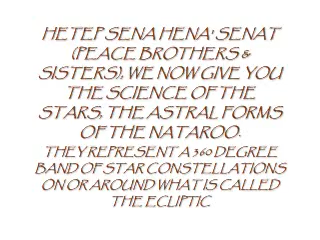 HETEP SENA HENA' SENAT
(PEACE BROTHERS &
SISTERS), WE NOW GIVE YOU
THE SCIENCE OF THE
STARS, THE ASTRAL FORMS
OF THE NATAROO.
THEY REPRESENT A 360 DEGREE
BAND OF STAR CONSTELLATIONS
ON OR AROUND WHAT IS CALLED
THE ECLIPTIC